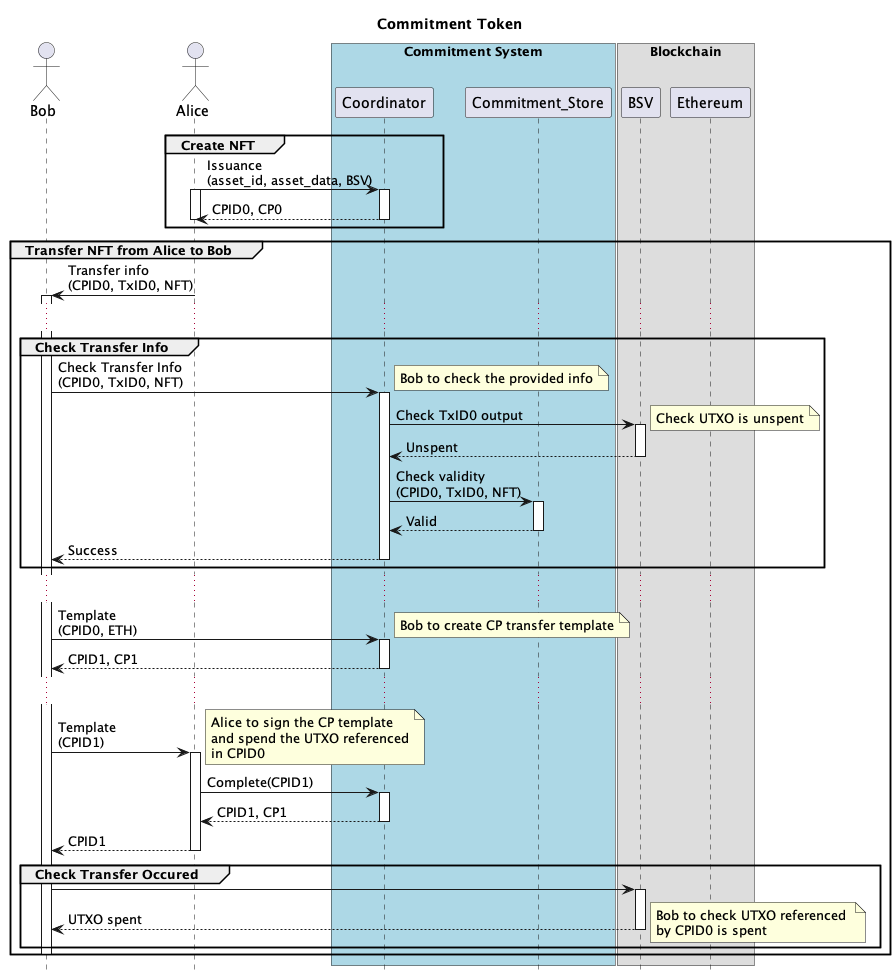 Commitment Token
Commitment System
Blockchain
Bob
Alice
Coordinator
Commitment_Store
BSV
Ethereum
Create NFT
Issuance
(asset_id, asset_data, BSV)
CPID0, CP0
Transfer NFT from Alice to Bob
Transfer info
(CPID0, TxID0, NFT)
Check Transfer Info
Check Transfer Info
(CPID0, TxID0, NFT)
Bob to check the provided info
Check TxID0 output
Check UTXO is unspent
Unspent
Check validity
(CPID0, TxID0, NFT)
Valid
Success
Template
(CPID0, ETH)
Bob to create CP transfer template
CPID1, CP1
Template
(CPID1)
Alice to sign the CP template
and spend the UTXO referenced
in CPID0
Complete(CPID1)
CPID1, CP1
CPID1
Check Transfer Occured
UTXO spent
Bob to check UTXO referenced
by CPID0 is spent